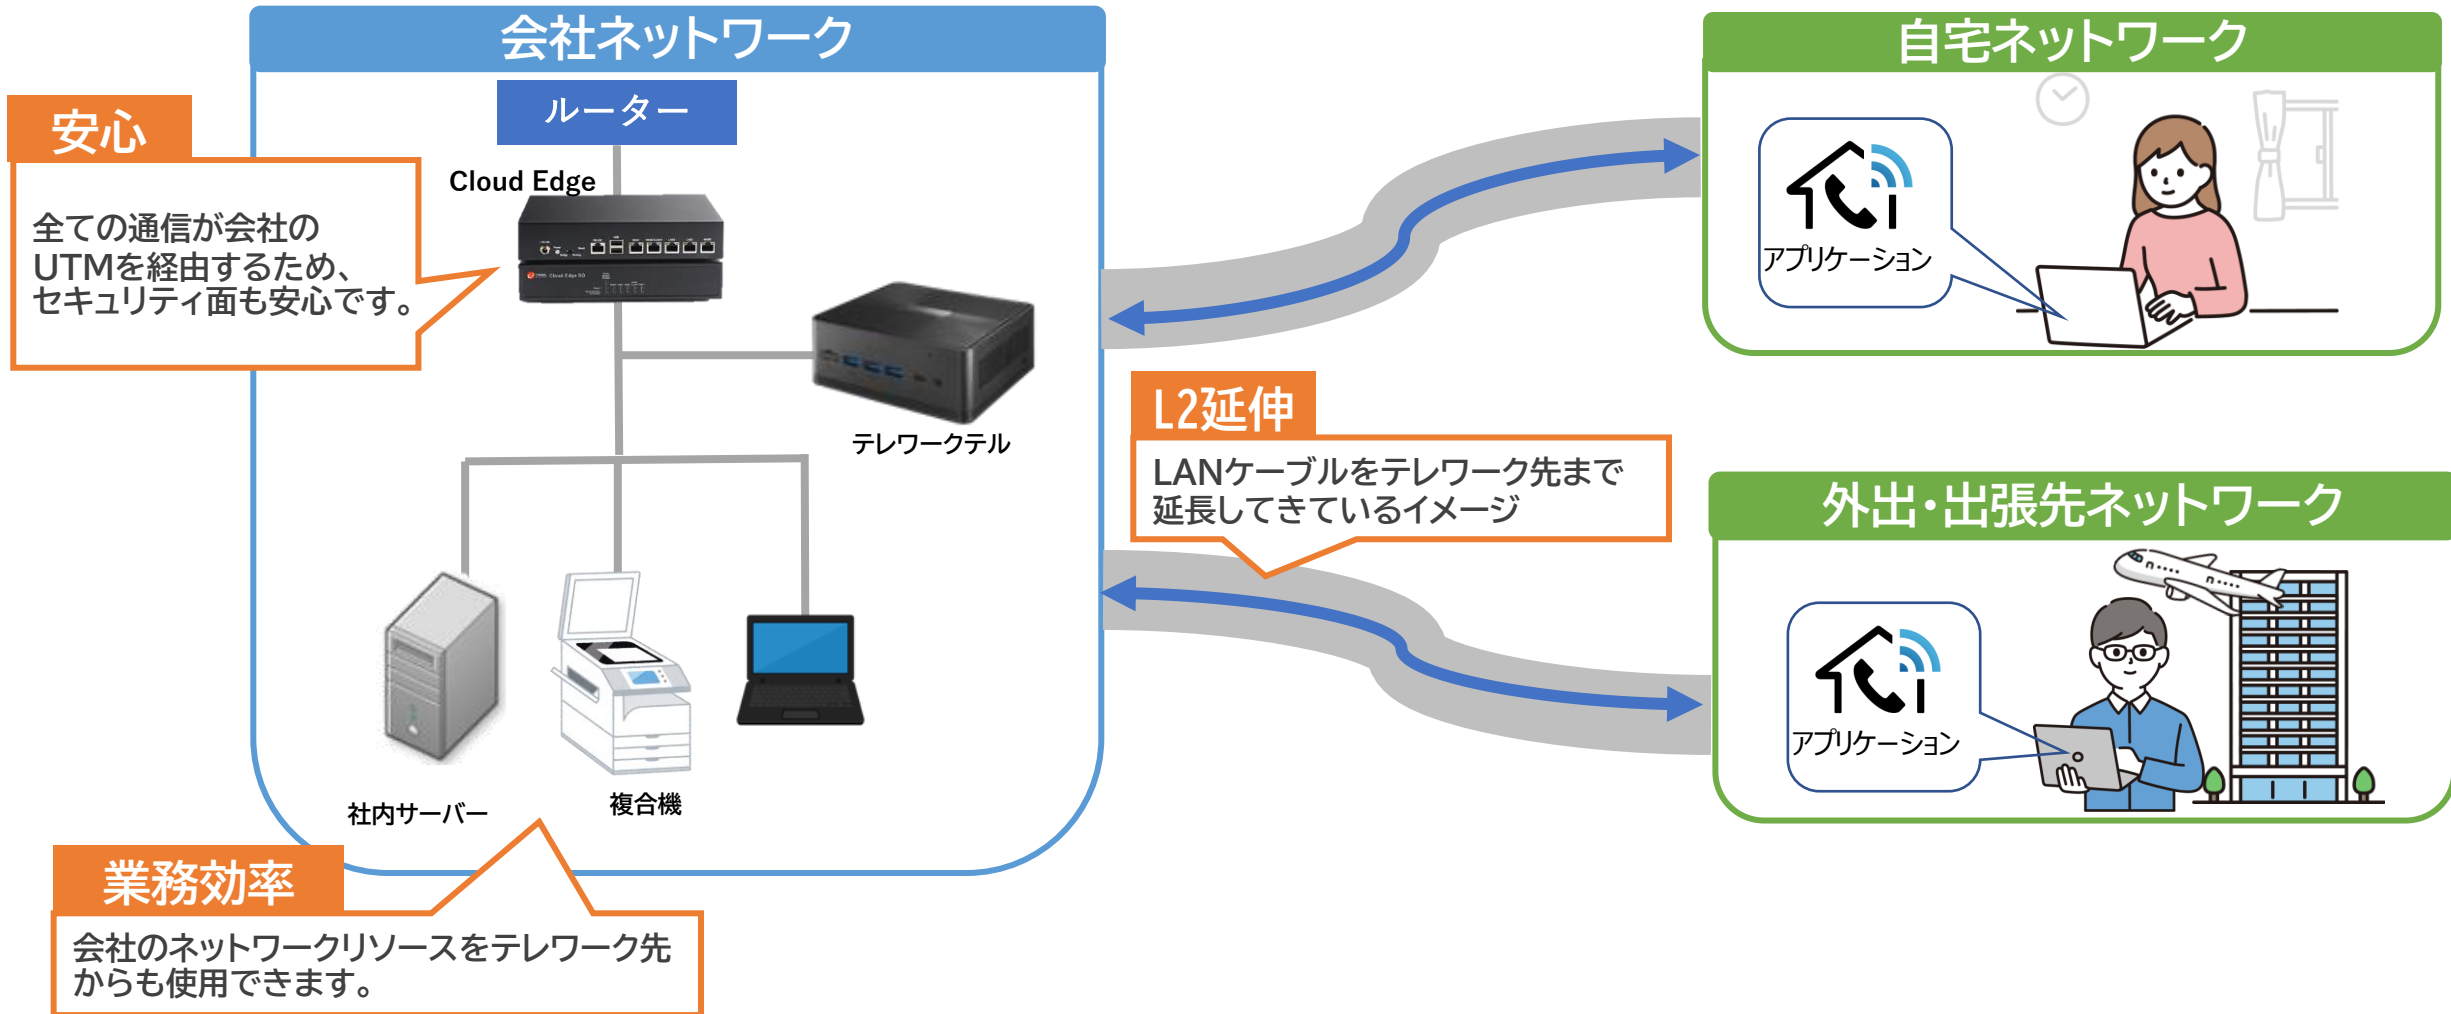 会社ネットワーク
ルーター
安心
全ての通信が会社の
UTMを経由するため、
セキュリティ面も安心です。
Cloud Edge
Cloud Edge 50
テレワークテル
社内サーバー
複合機
業務効率
会社のネットワークリソースをテレワーク先
からも使用できます。
L2延伸
LANケーブルをテレワーク先まで
延長してきているイメージ
自宅ネットワーク
アプリケーション
外出・出張先ネットワーク
アプリケーション